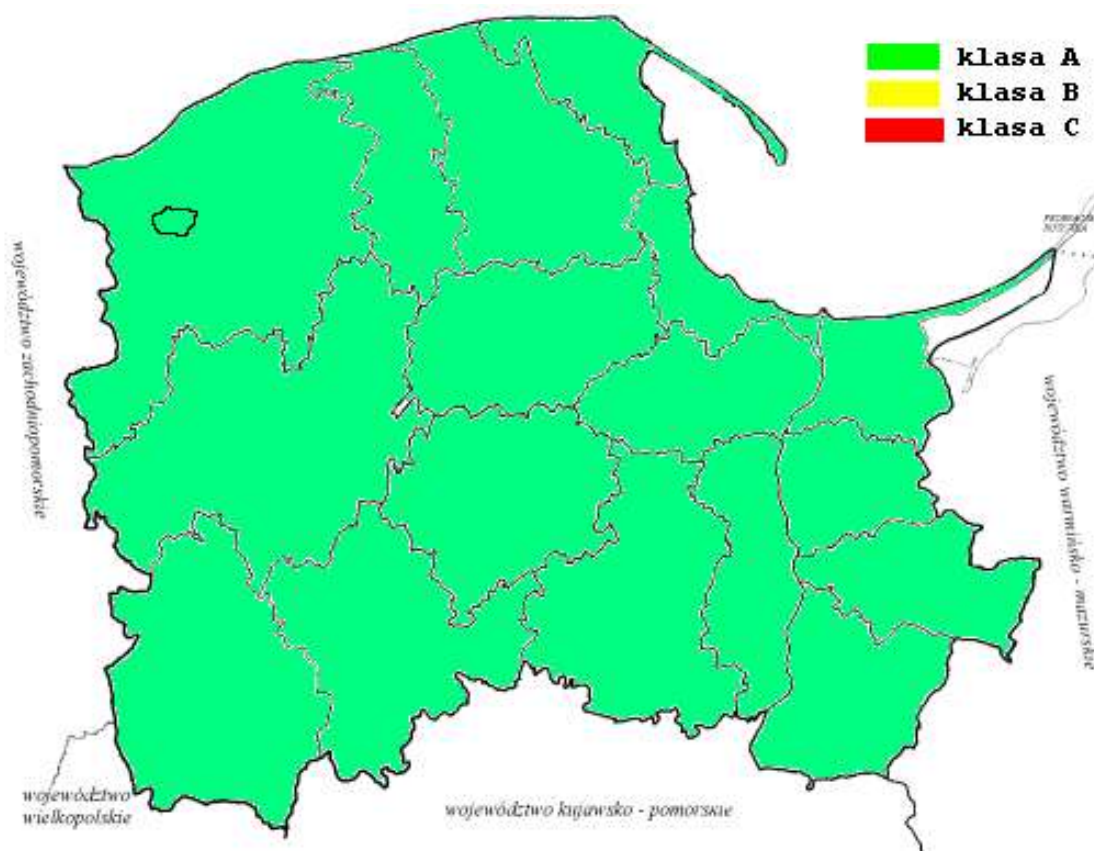 klasa A
klasa B
klasa C
województwo zachodniopomorskie
województwo warmińsko - mazurskie
województwo
wielkopolskie
województwo kujawsko - pomorskie